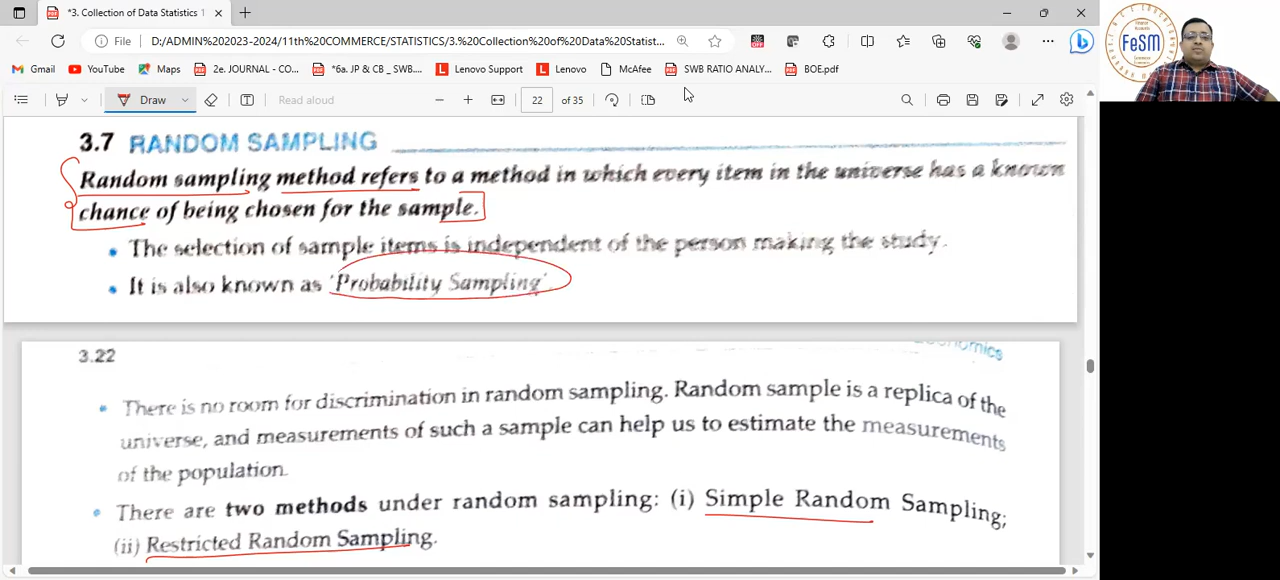 *3. Collection of Data Statistics 1
File D:/ADMIN%202023-2024/11th%20COMMERCE/STATISTICS/3.%20Collection%20of%20Data%20Statist...
Gmail YouTube Maps 2e. JOURNAL - CO... *6a. JP & CB _ SWB.... Lenovo Support Lenovo McAfee SWB RATIO ANALY... BOE.pdf
Draw Read aloud 22 of 35
3.7 RANDOM SAMPLING
Random sampling method refers to a method in which every item in the universe has a known
chance of being chosen for the sample.
• The selection of sample items is independent of the person making the study.
• It is also known as 'Probability Sampling'.
3.22
• There is no room for discrimination in random sampling. Random sample is a replica of the
universe, and measurements of such a sample can help us to estimate the measurements
of the population.
• There are two methods under random sampling: (i) Simple Random Sampling;
(ii) Restricted Random Sampling.
FeSM